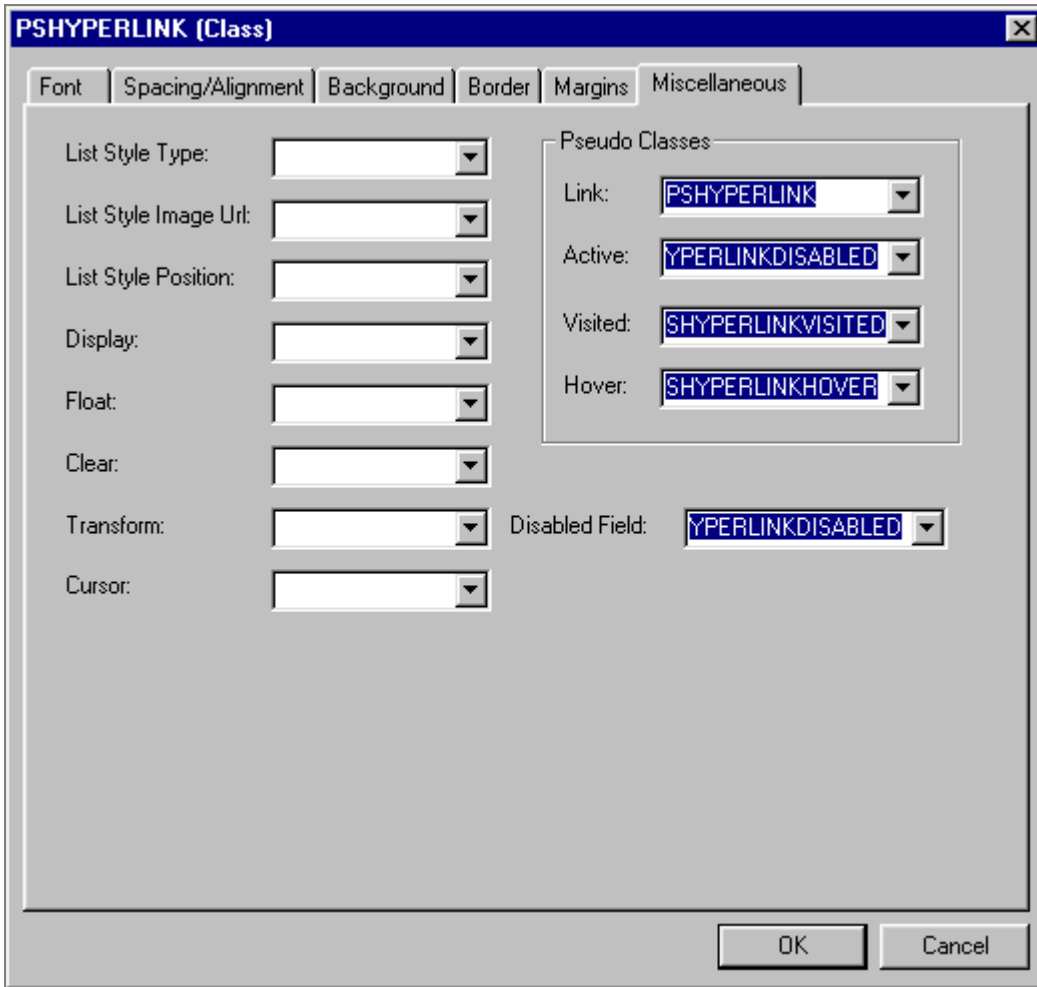 PSHYPERLINK (Class)
Font Spacing/Alignment Background Border Margins Miscellaneous
List Style Type:
List Style Image Url:
List Style Position:
Display:
Float:
Clear:
Transform:
Cursor:
Pseudo Classes
Link: PSHYPERLINK
Active: YPERLINKDISABLED
Visited: SHYPERLINKVISITED
Hover: SHYPERLINKHOVER
Disabled Field: YPERLINKDISABLED
OK Cancel